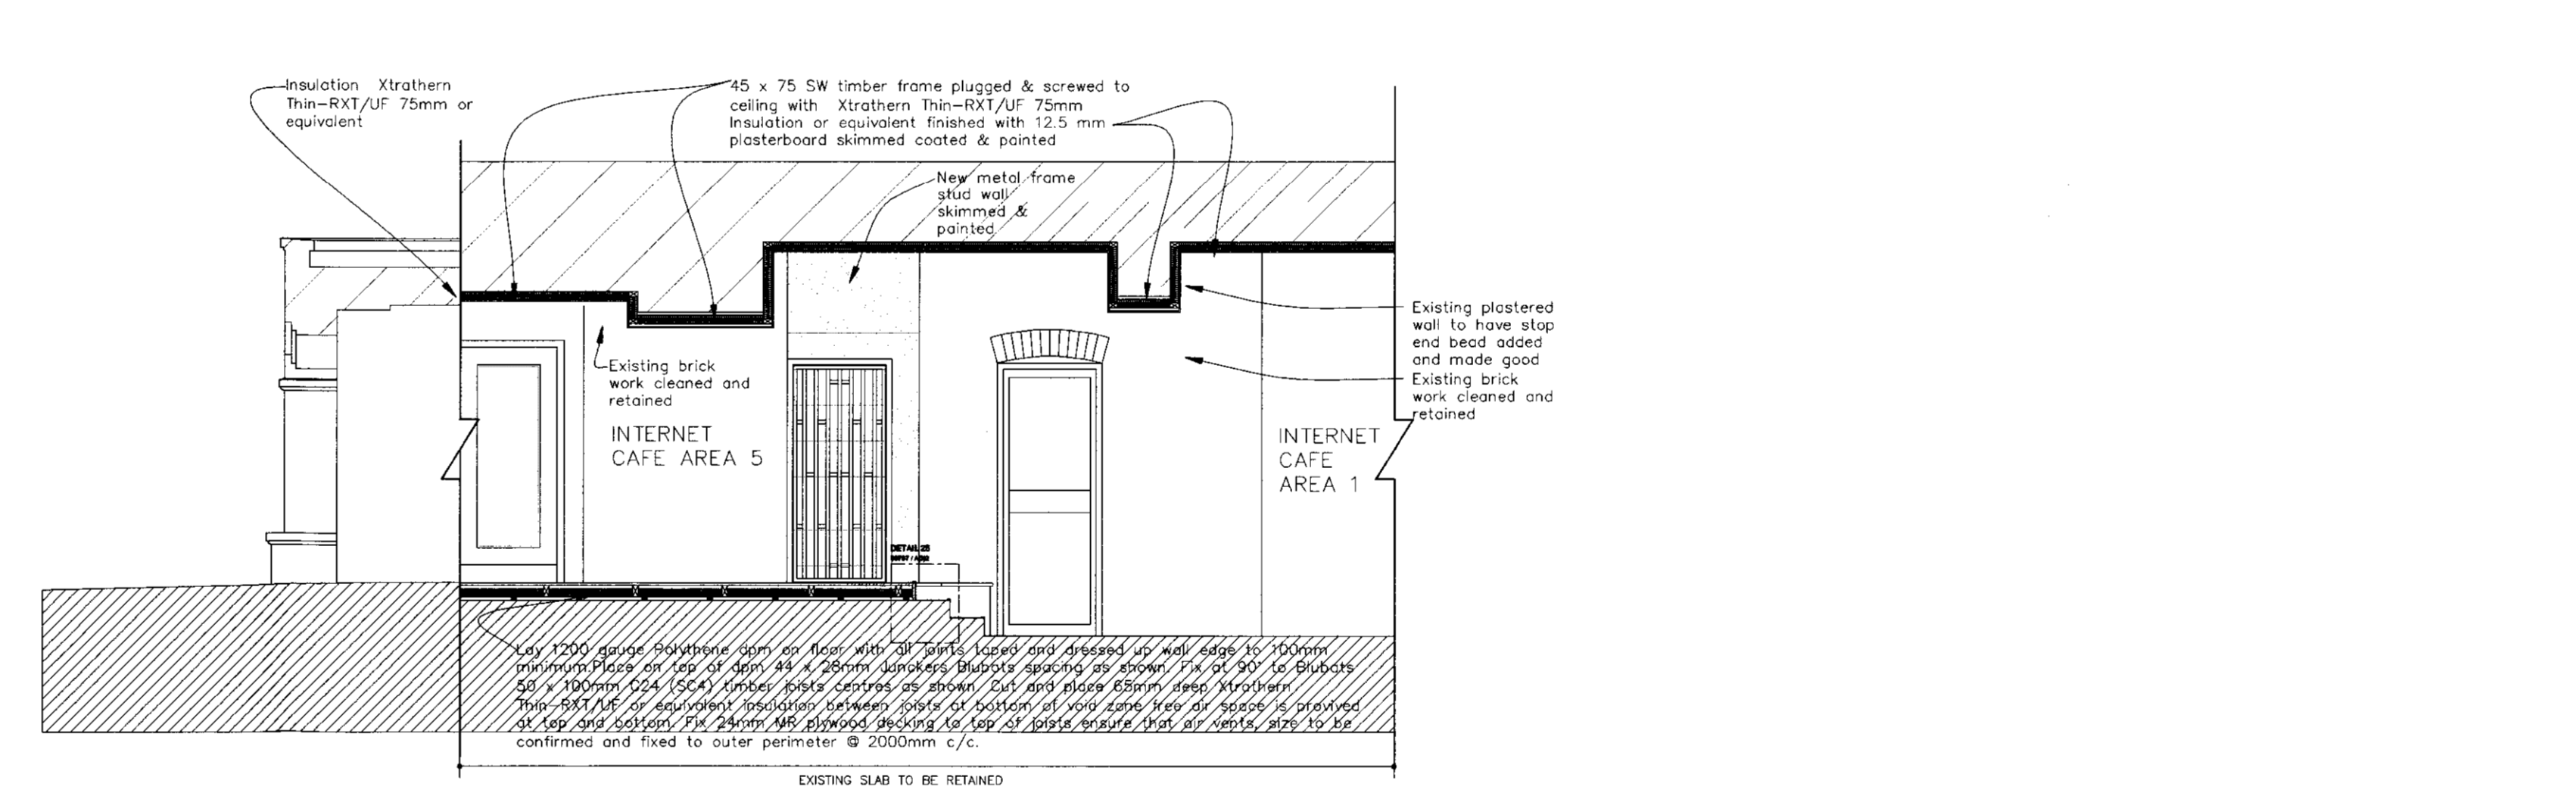 Insulation Xtrathern
Thin-RXT/UF 75mm or
equivalent
45 x 75 SW timber frame plugged & screwed to
ceiling with Xtrathern Thin-RXT/UF 75mm
Insulation or equivalent finished with 12.5 mm
plasterboard skimmed coated & painted
New metal frame
stud wall
skimmed &
painted
Existing plastered
wall to have stop
end bead added
and made good
Existing brick
work cleaned and
retained
Existing brick
work cleaned and
retained
INTERNET
CAFE AREA 5
INTERNET
CAFE
AREA 1
DETAIL
Lay 1200 gauge Polythene dpm on floor with all joints taped and dressed up wall edge to 100mm
minimum.Place on top of dpm 44 x 28mm Junckers Blubats spacing as shown. Fix at 90° to Blubats
50 x 100mm C24 (SC4) timber joists centres as shown. Cut and place 65mm deep Xtrathern
Thin-RXT/UF or equivalent insulation between joists at bottom of void zone free air space is provived
at top and bottom. Fix 24mm MR plywood decking to top of joists ensure that air vents, size to be
confirmed and fixed to outer perimeter @ 2000mm c/c.
EXISTING SLAB TO BE RETAINED